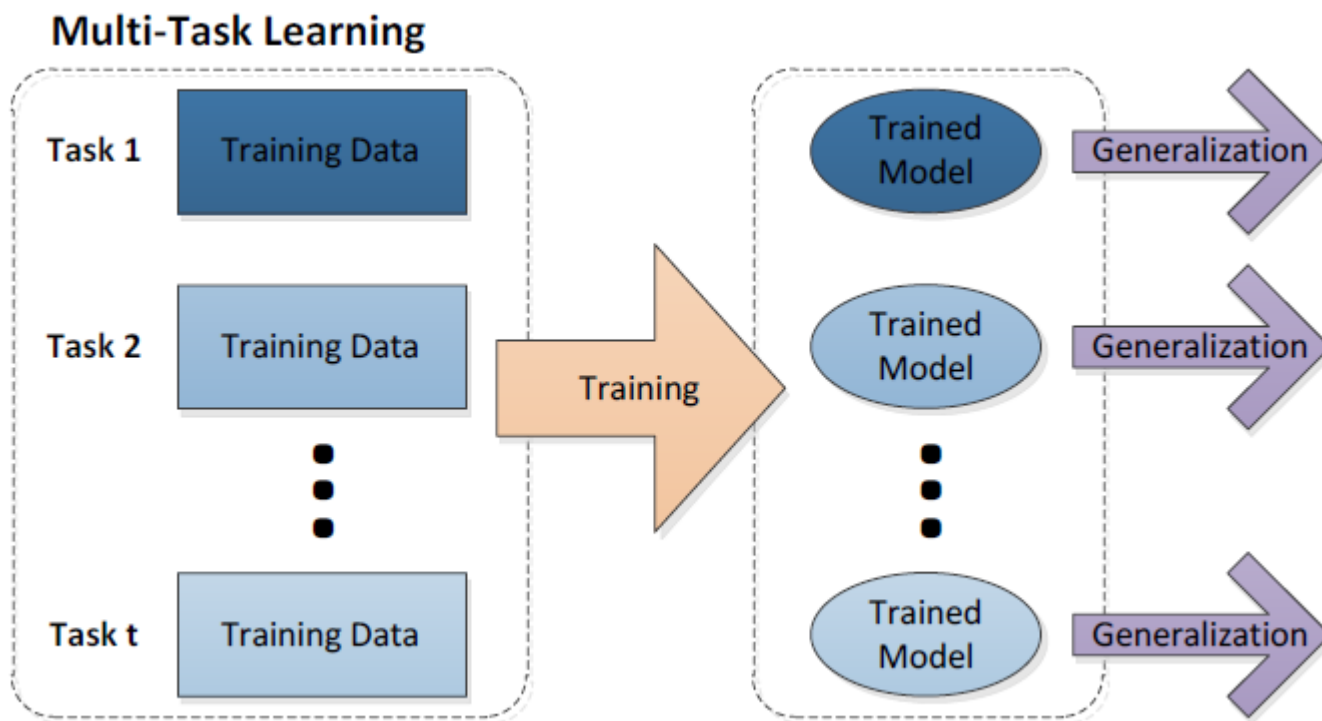 Multi-Task Learning
Task 1
Training Data
Trained
Model
Generalization
Task 2
Training Data
Training
Trained
Model
Generalization
Task t
Training Data
Trained
Model
Generalization